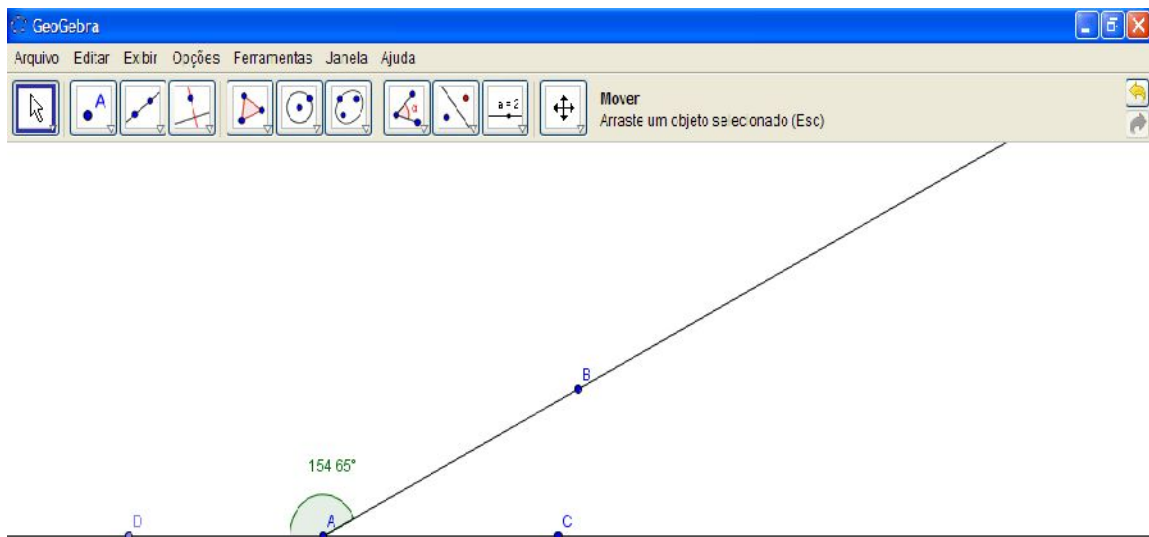 GeoGebra
Arquivo Editar Exibir Opções Ferramentas Janela Ajuda
A
α
a = 2
Mover
Arraste um objeto selecionado (Esc)
B
154 65°
D
A
C